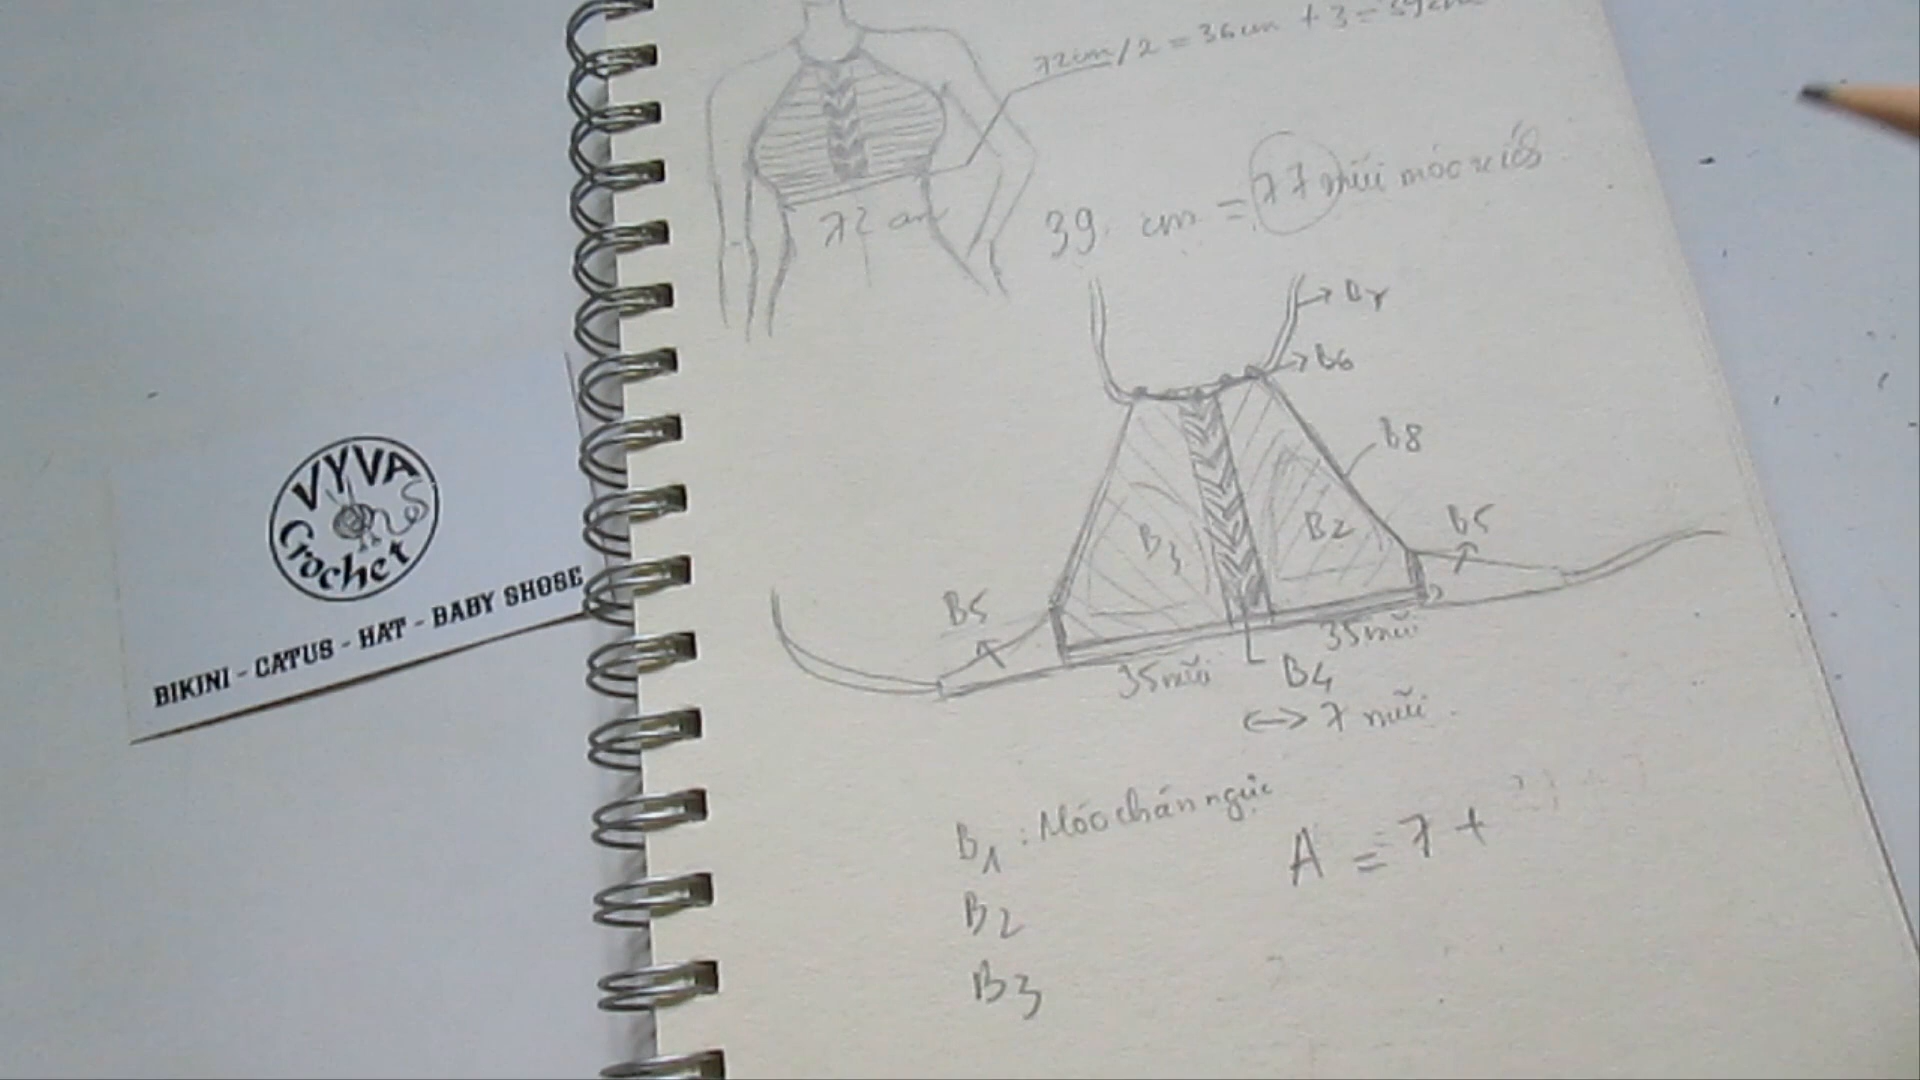 VYVA
Crochet
BIKINI - CATUS - HAT - BABY SHOSE
72cm/2 = 36cm + 3 = 39cm
72 cm
39. cm = 77 mũi móc xích
B7
B6
B8
B3
B2
B5
B5
35 mũi
35 mũi
B4
↔ 7 mũi
B1 : Móc chân ngực
A = 7 +
B2
B3